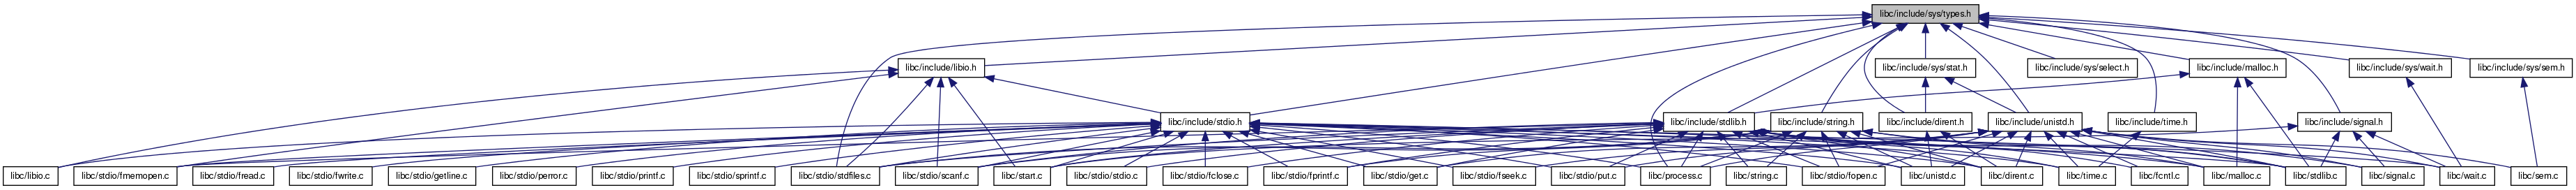 libc/include/sys/types.h
libc/include/libio.h
libc/include/sys/stat.h
libc/include/sys/select.h
libc/include/malloc.h
libc/include/sys/wait.h
libc/include/sys/sem.h
libc/include/stdio.h
libc/include/stdlib.h
libc/include/string.h
libc/include/dirent.h
libc/include/unistd.h
libc/include/time.h
libc/include/signal.h
libc/libio.c
libc/stdio/fmemopen.c
libc/stdio/fread.c
libc/stdio/fwrite.c
libc/stdio/getline.c
libc/stdio/perror.c
libc/stdio/printf.c
libc/stdio/sprintf.c
libc/stdio/stdfiles.c
libc/stdio/scanf.c
libc/start.c
libc/stdio/stdio.c
libc/stdio/fclose.c
libc/stdio/fprintf.c
libc/stdio/get.c
libc/stdio/fseek.c
libc/stdio/put.c
libc/process.c
libc/string.c
libc/stdio/fopen.c
libc/unistd.c
libc/dirent.c
libc/time.c
libc/fcntl.c
libc/malloc.c
libc/stdlib.c
libc/signal.c
libc/wait.c
libc/sem.c